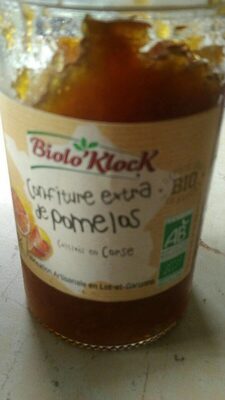 Biolo'Klock
Confiture extra
de pomelos
BIO
Cueillis en Corse
AB
Fabrication Artisanale en Lot-et-Garonne